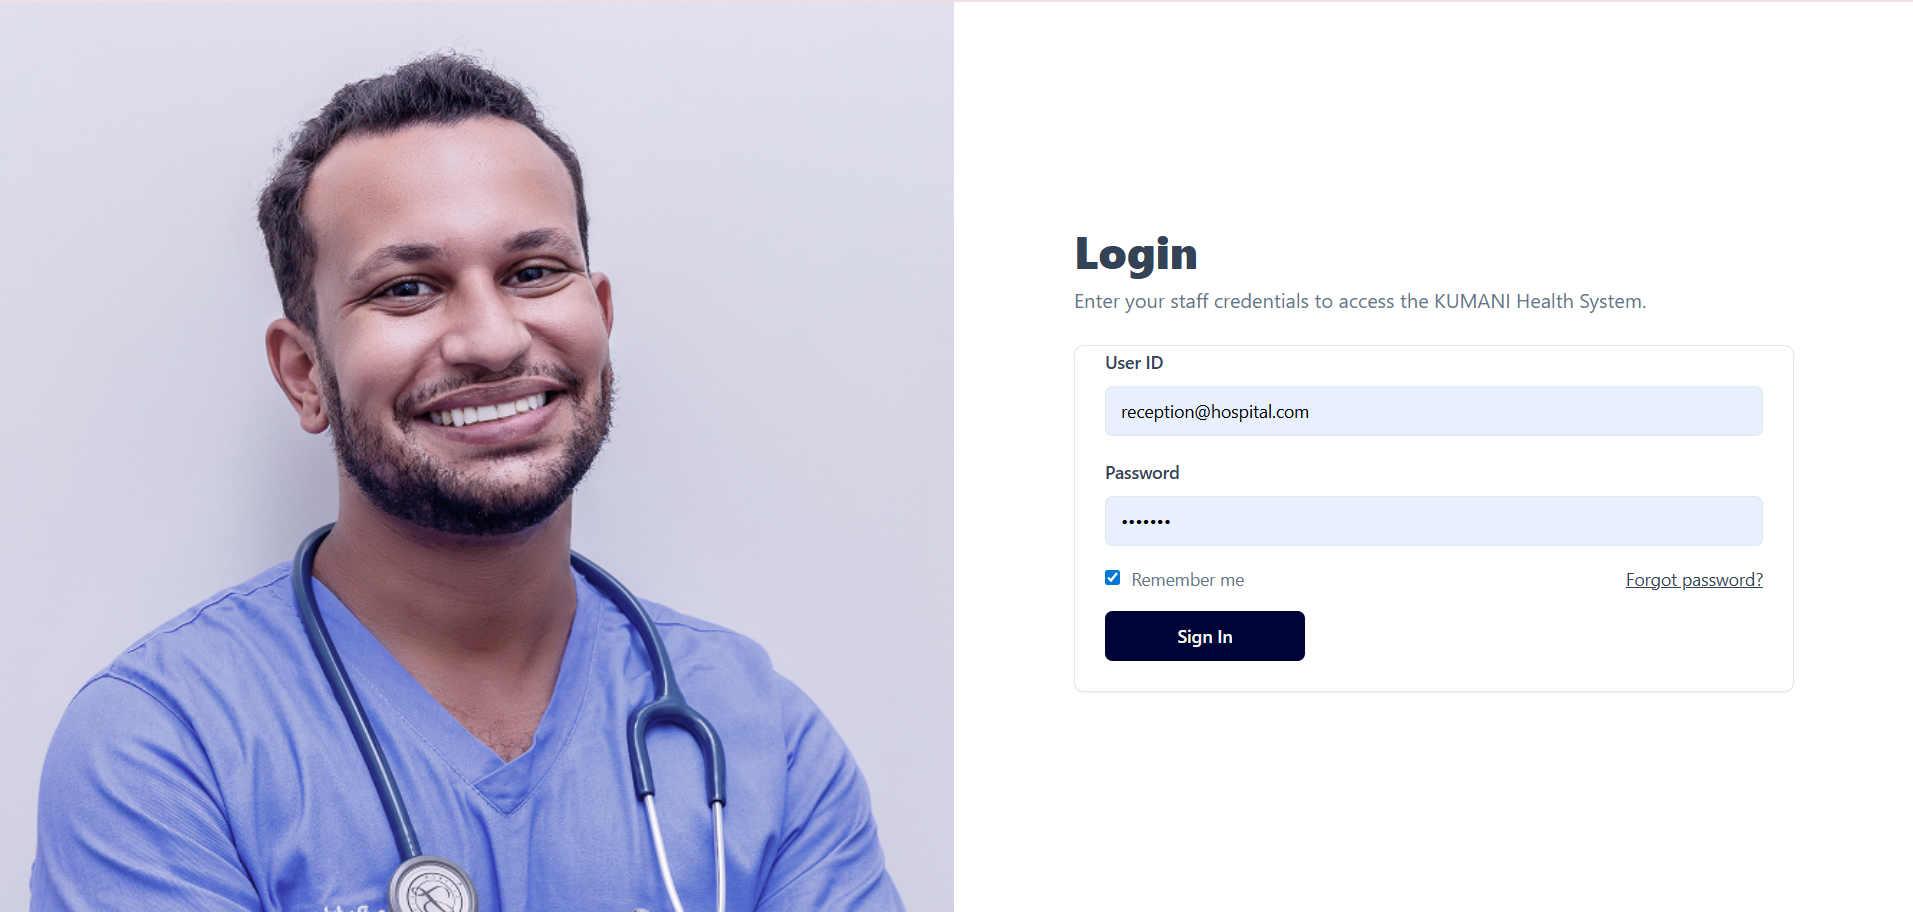 Login
Enter your staff credentials to access the KUMANI Health System.
User ID
reception@hospital.com
Password
•••••••
Remember me
Forgot password?
Sign In